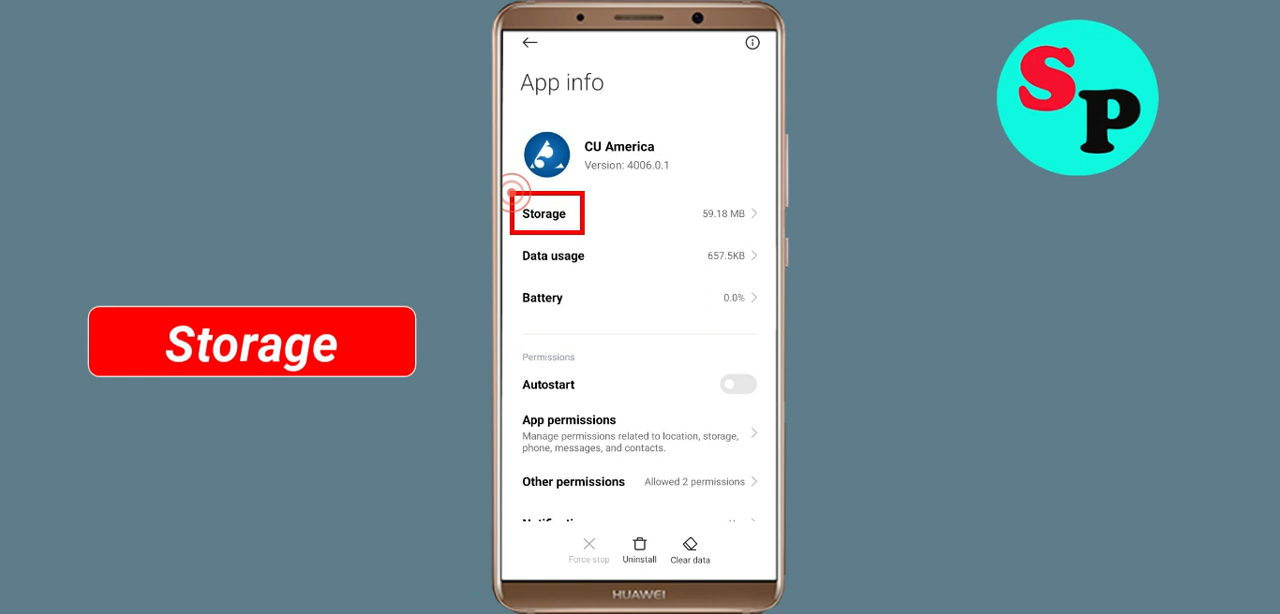 App info
CU America
Version: 4006.0.1
Storage 59.18 MB
Data usage 657.5KB
Battery 0.0%
Permissions
Autostart
App permissions
Manage permissions related to location, storage,
phone, messages, and contacts.
Other permissions Allowed 2 permissions
Force stop Uninstall Clear data
HUAWEI
Storage
SP